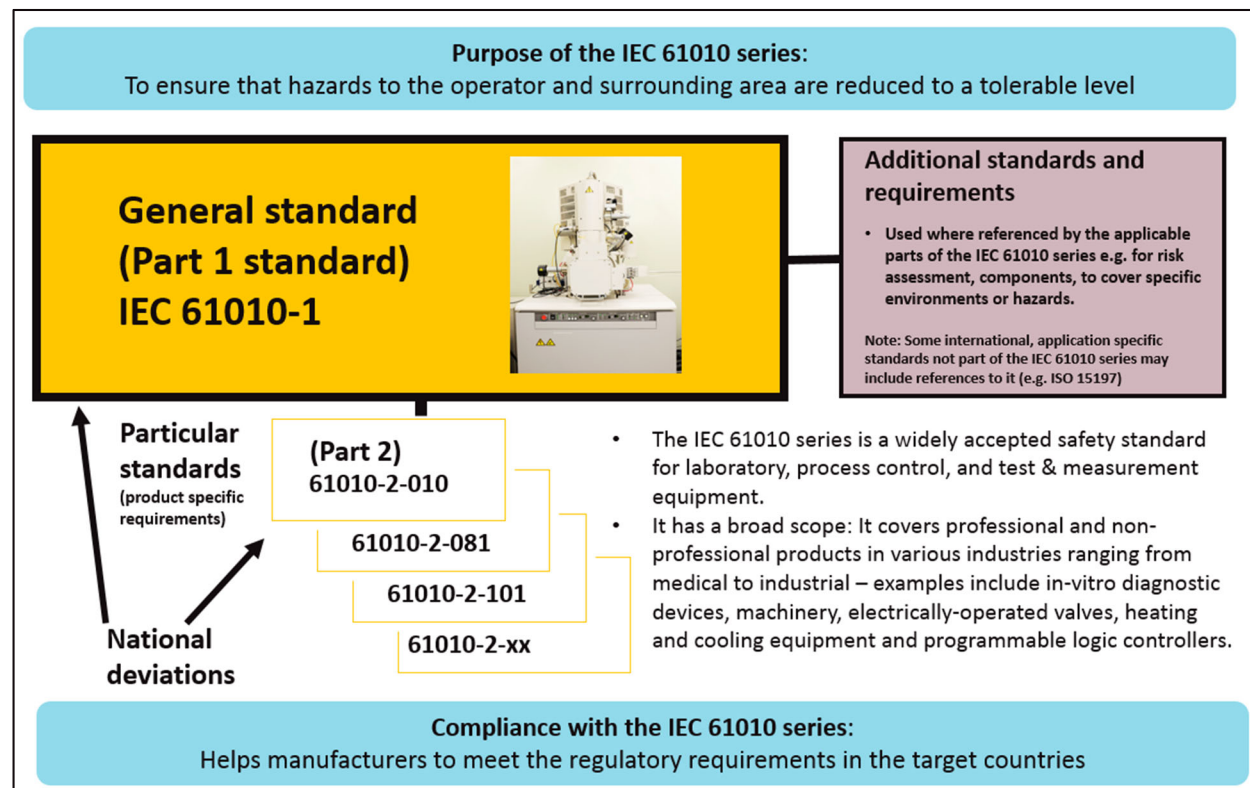 Purpose of the IEC 61010 series:
To ensure that hazards to the operator and surrounding area are reduced to a tolerable level
General standard
(Part 1 standard)
IEC 61010-1
Additional standards and
requirements
• Used where referenced by the applicable
parts of the IEC 61010 series e.g. for risk
assessment, components, to cover specific
environments or hazards.
Note: Some international, application specific
standards not part of the IEC 61010 series may
include references to it (e.g. ISO 15197)
Particular
standards
(product specific
requirements)
(Part 2)
61010-2-010
61010-2-081
61010-2-101
61010-2-xx
National
deviations
• The IEC 61010 series is a widely accepted safety standard
for laboratory, process control, and test & measurement
equipment.
• It has a broad scope: It covers professional and non-
professional products in various industries ranging from
medical to industrial – examples include in-vitro diagnostic
devices, machinery, electrically-operated valves, heating
and cooling equipment and programmable logic controllers.
Compliance with the IEC 61010 series:
Helps manufacturers to meet the regulatory requirements in the target countries